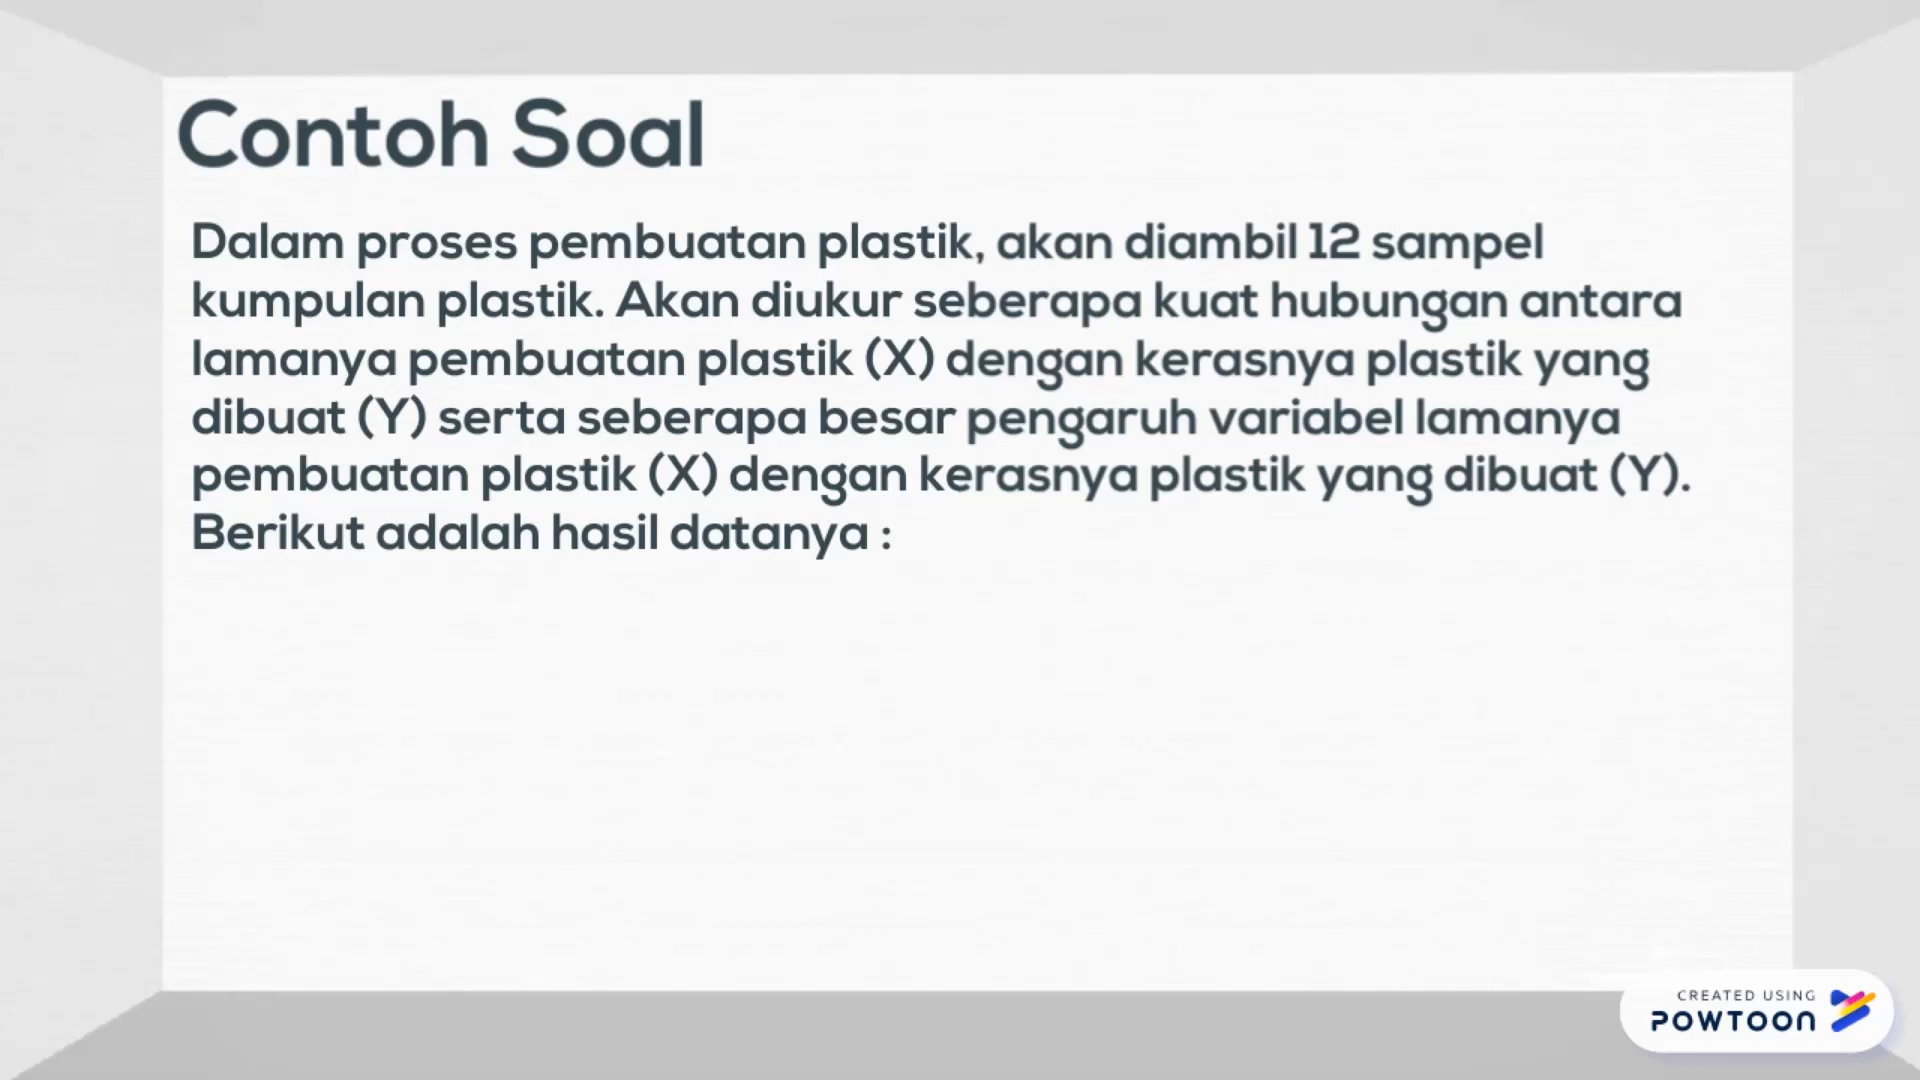 Contoh Soal
Dalam proses pembuatan plastik, akan diambil 12 sampel
kumpulan plastik. Akan diukur seberapa kuat hubungan antara
lamanya pembuatan plastik (X) dengan kerasnya plastik yang
dibuat (Y) serta seberapa besar pengaruh variabel lamanya
pembuatan plastik (X) dengan kerasnya plastik yang dibuat (Y).
Berikut adalah hasil datanya :
CREATED USING
POWTOON